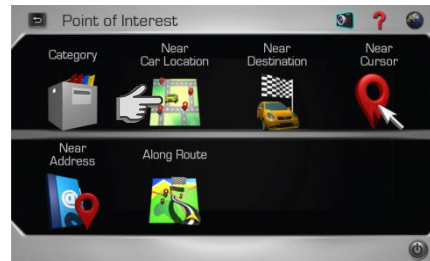 Point of Interest
?
Category
Near
Car Location
Near
Destination
Near
Cursor
Near
Address
@
Along Route